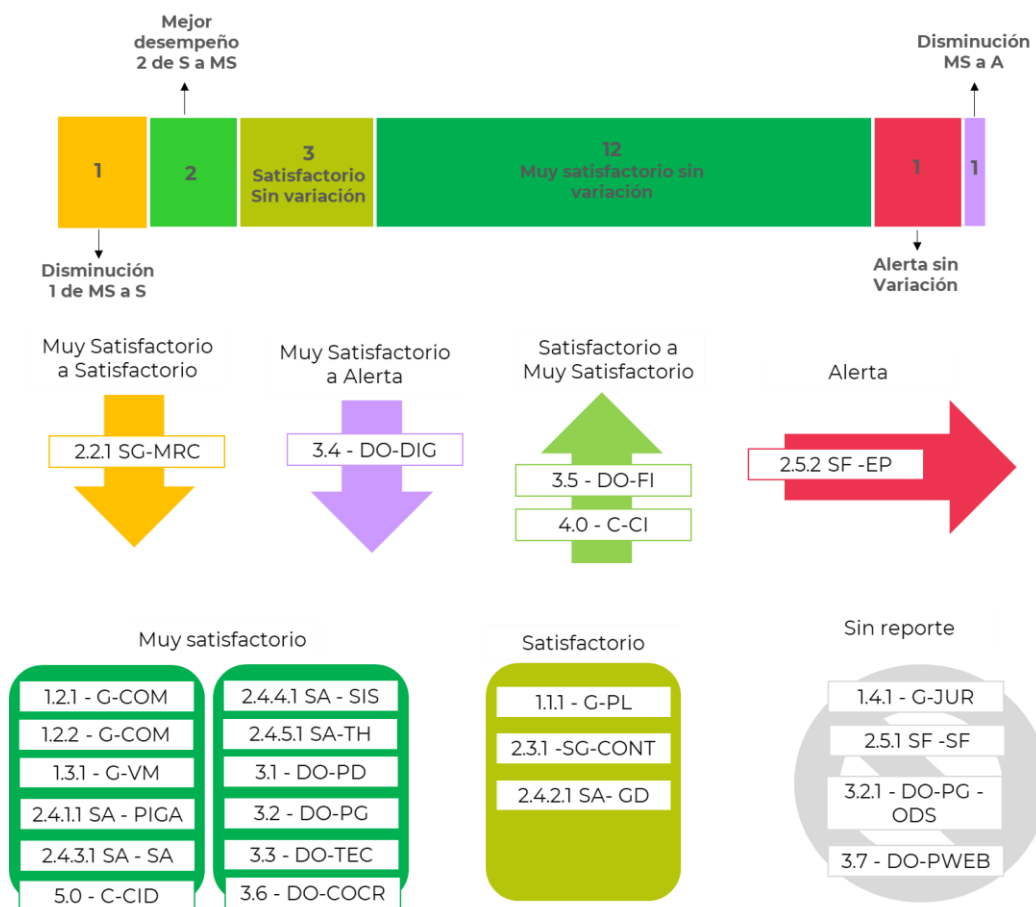 Mejor
desempeño
2 de S a MS
Disminución
MS a A
1
2
3
Satisfactorio
Sin variación
12
Muy satisfactorio sin
variación
1
1
Disminución
1 de MS a S
Alerta sin
Variación
Muy Satisfactorio
a Satisfactorio
2.2.1 SG-MRC
Muy Satisfactorio
a Alerta
3.4 - DO-DIG
Satisfactorio a
Muy Satisfactorio
3.5 - DO-FI
4.0 - C-CI
Alerta
2.5.2 SF -EP
Muy satisfactorio
1.2.1 - G-COM
1.2.2 - G-COM
1.3.1 - G-VM
2.4.1.1 SA - PIGA
2.4.3.1 SA - SA
5.0 - C-CID
2.4.4.1 SA - SIS
2.4.5.1 SA-TH
3.1 - DO-PD
3.2 - DO-PG
3.3 - DO-TEC
3.6 - DO-COCR
Satisfactorio
1.1.1 - G-PL
2.3.1 -SG-CONT
2.4.2.1 SA- GD
Sin reporte
1.4.1 - G-JUR
2.5.1 SF -SF
3.2.1 - DO-PG -
ODS
3.7 - DO-PWEB